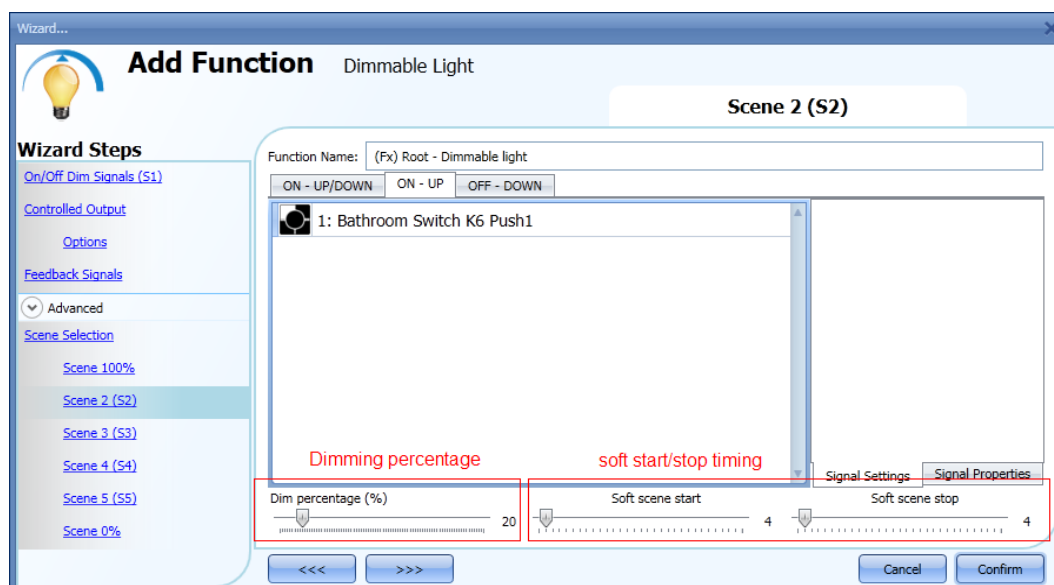 Wizard...
Add Function Dimmable Light
Scene 2 (S2)
Wizard Steps
On/Off Dim Signals (S1)
Controlled Output
Options
Feedback Signals
Advanced
Scene Selection
Scene 100%
Scene 2 (S2)
Scene 3 (S3)
Scene 4 (S4)
Scene 5 (S5)
Scene 0%
Function Name: (Fx) Root - Dimmable light
ON - UP/DOWN ON - UP OFF - DOWN
1: Bathroom Switch K6 Push1
Dimming percentage soft start/stop timing
Signal Settings Signal Properties
Dim percentage (%) Soft scene start Soft scene stop
20 4 4
<<< >>> Cancel Confirm